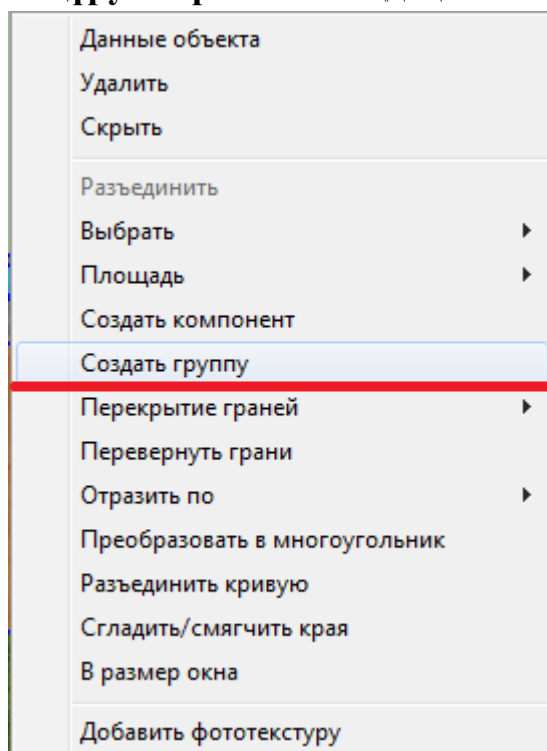 Данные объекта
Удалить
Скрыть
Разъединить
Выбрать
Площадь
Создать компонент
Создать группу
Перекрытие граней
Перевернуть грани
Отразить по
Преобразовать в многоугольник
Разъединить кривую
Сгладить/смягчить края
В размер окна
Добавить фототекстуру